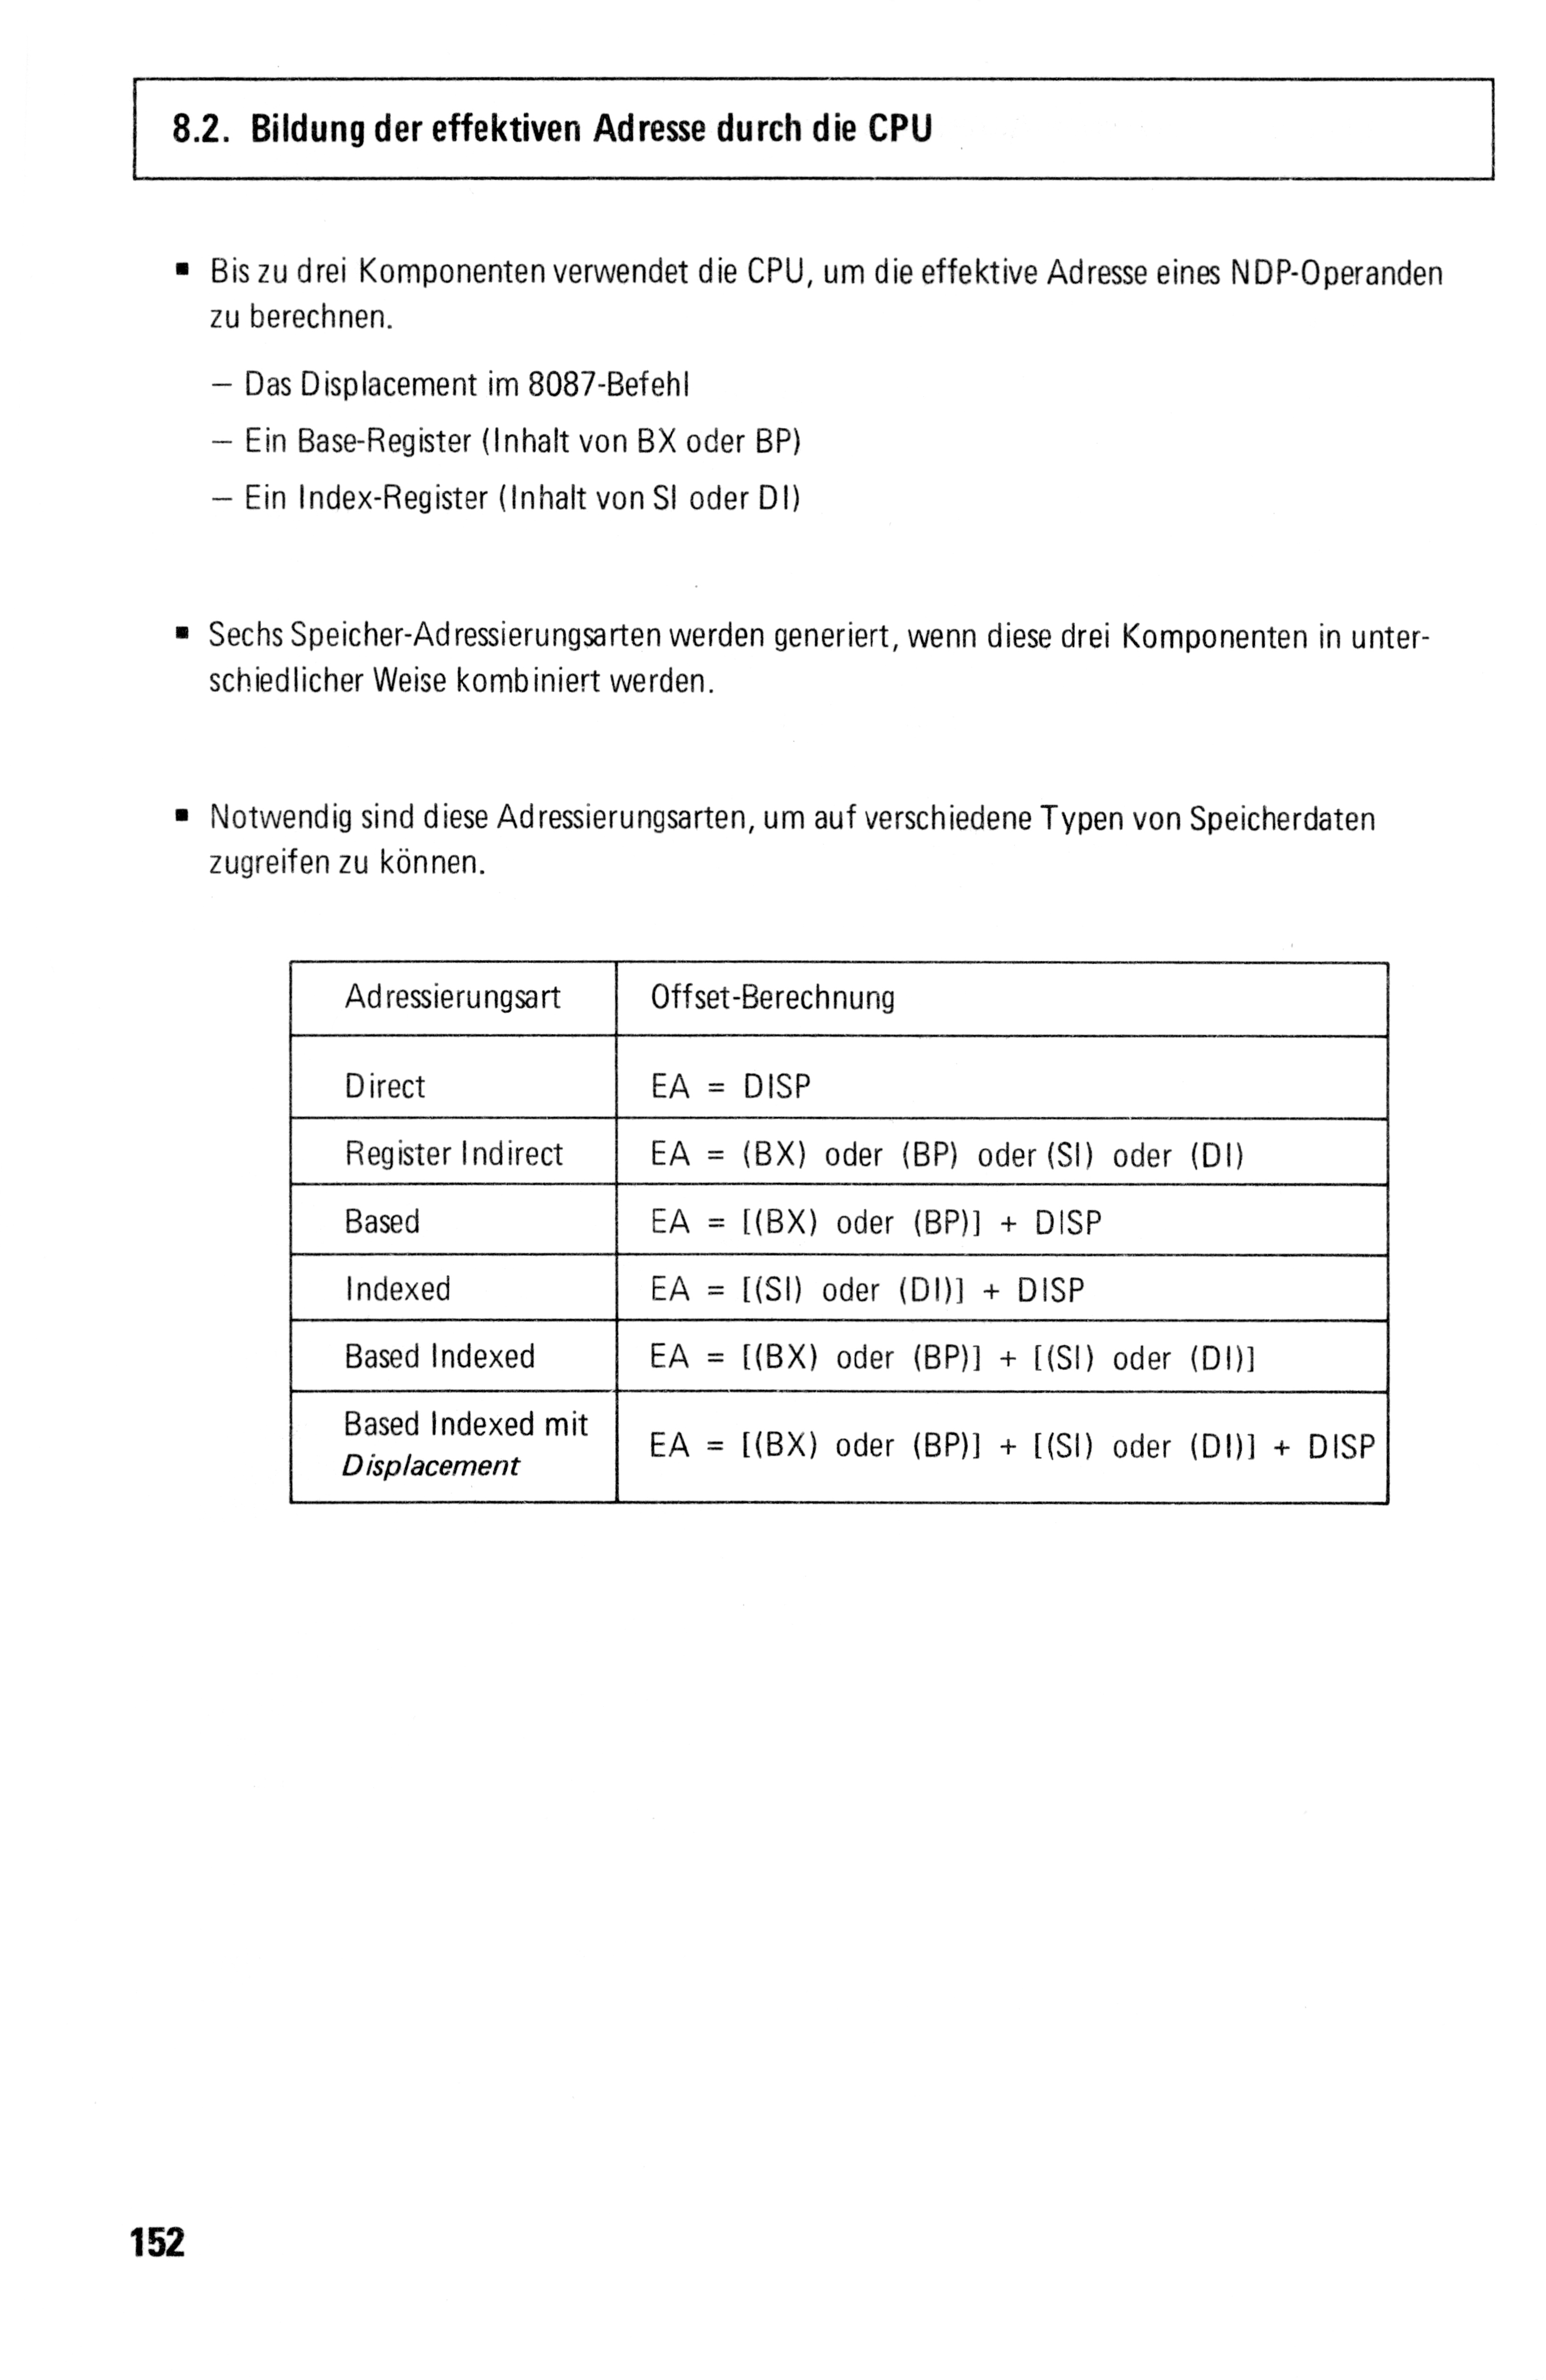 8.2. Bildung der effektiven Adresse durch die CPU
▪ Bis zu drei Komponenten verwendet die CPU, um die effektive Adresse eines NDP-Operanden
zu berechnen.
– Das Displacement im 8087-Befehl
– Ein Base-Register (Inhalt von BX oder BP)
– Ein Index-Register (Inhalt von SI oder DI)
▪ Sechs Speicher-Adressierungsarten werden generiert, wenn diese drei Komponenten in unter-
schiedlicher Weise kombiniert werden.
▪ Notwendig sind diese Adressierungsarten, um auf verschiedene Typen von Speicherdaten
zugreifen zu können.
Adressierungsart Offset-Berechnung
Direct EA = DISP
Register Indirect EA = (BX) oder (BP) oder (SI) oder (DI)
Based EA = [(BX) oder (BP)] + DISP
Indexed EA = [(SI) oder (DI)] + DISP
Based Indexed EA = [(BX) oder (BP)] + [(SI) oder (DI)]
Based Indexed mit
Displacement EA = [(BX) oder (BP)] + [(SI) oder (DI)] + DISP
152